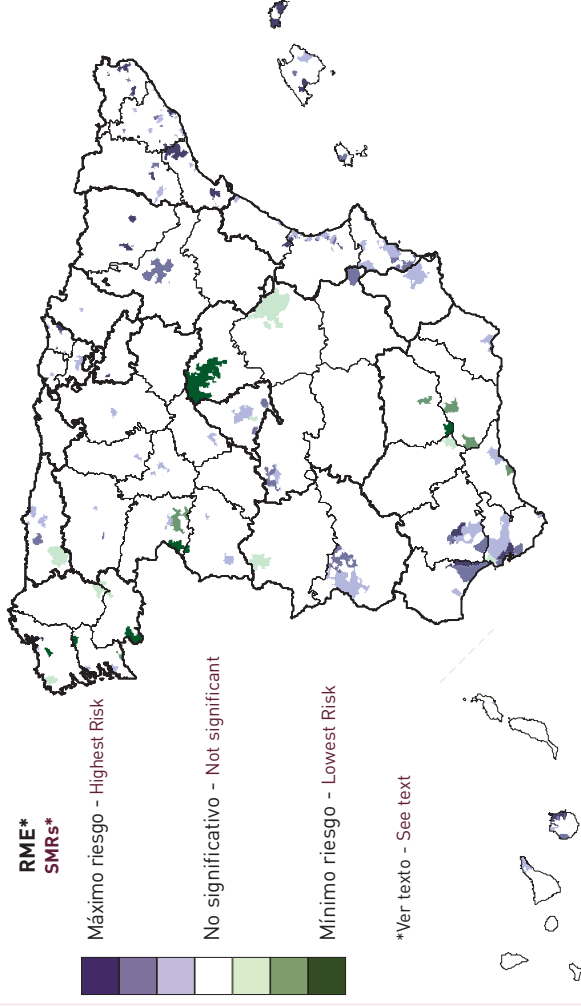 RME*
SMRs*
Máximo riesgo - Highest Risk
No significativo - Not significant
Mínimo riesgo - Lowest Risk
*Ver texto - See text